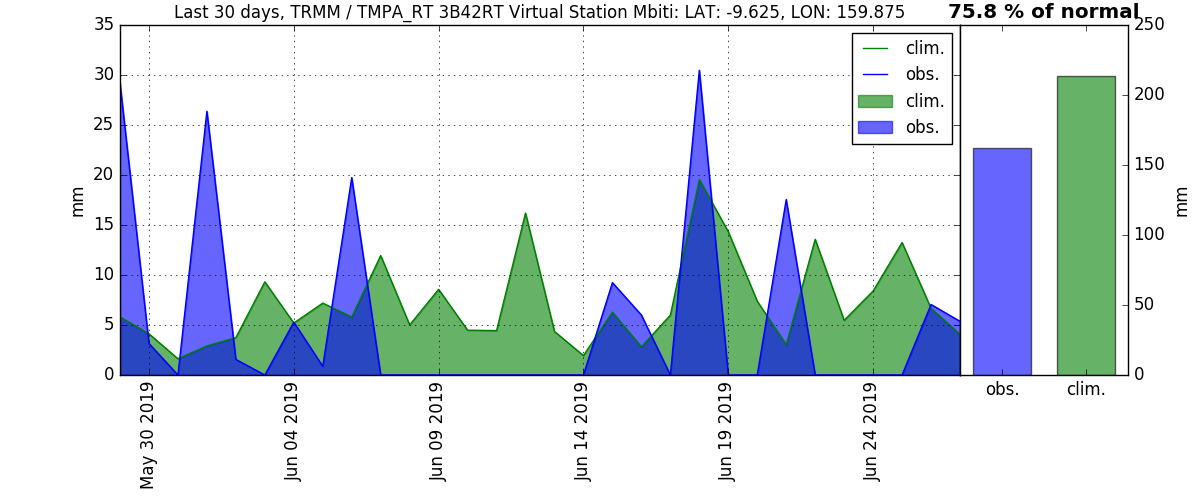 Last 30 days, TRMM / TMPA_RT 3B42RT Virtual Station Mbiti: LAT: -9.625, LON: 159.875
75.8 % of normal
35
30
25
20
15
10
5
0
mm
clim.
obs.
clim.
obs.
May 30 2019
Jun 04 2019
Jun 09 2019
Jun 14 2019
Jun 19 2019
Jun 24 2019
250
200
150
100
50
0
mm
obs.
clim.